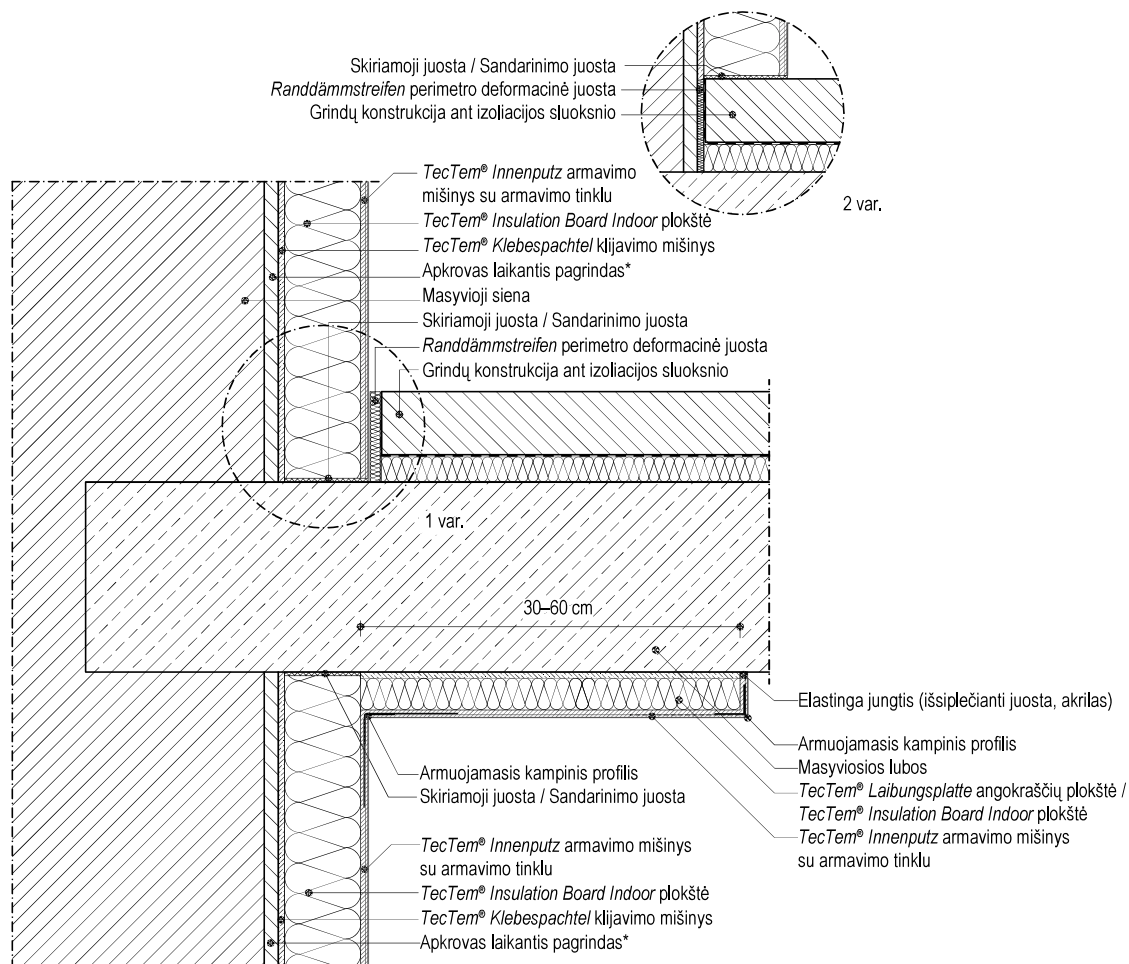 Skiriamoji juosta / Sandarinimo juosta
Randdämmstreifen perimetro deformacinė juosta
Grindų konstrukcija ant izoliacijos sluoksnio
2 var.
TecTem® Innenputz armavimo
mišinys su armavimo tinklu
TecTem® Insulation Board Indoor plokštė
TecTem® Klebespachtel klijavimo mišinys
Apkrovas laikantis pagrindas*
Masyvioji siena
Skiriamoji juosta / Sandarinimo juosta
Randdämmstreifen perimetro deformacinė juosta
Grindų konstrukcija ant izoliacijos sluoksnio
1 var.
30–60 cm
Elastinga jungtis (išsiplečianti juosta, akrilas)
Armuojamasis kampinis profilis
Masyviosios lubos
TecTem® Laibungsplatte angokraščių plokštė /
TecTem® Insulation Board Indoor plokštė
TecTem® Innenputz armavimo mišinys
su armavimo tinklu
Armuojamasis kampinis profilis
Skiriamoji juosta / Sandarinimo juosta
TecTem® Innenputz armavimo mišinys
su armavimo tinklu
TecTem® Insulation Board Indoor plokštė
TecTem® Klebespachtel klijavimo mišinys
Apkrovas laikantis pagrindas*